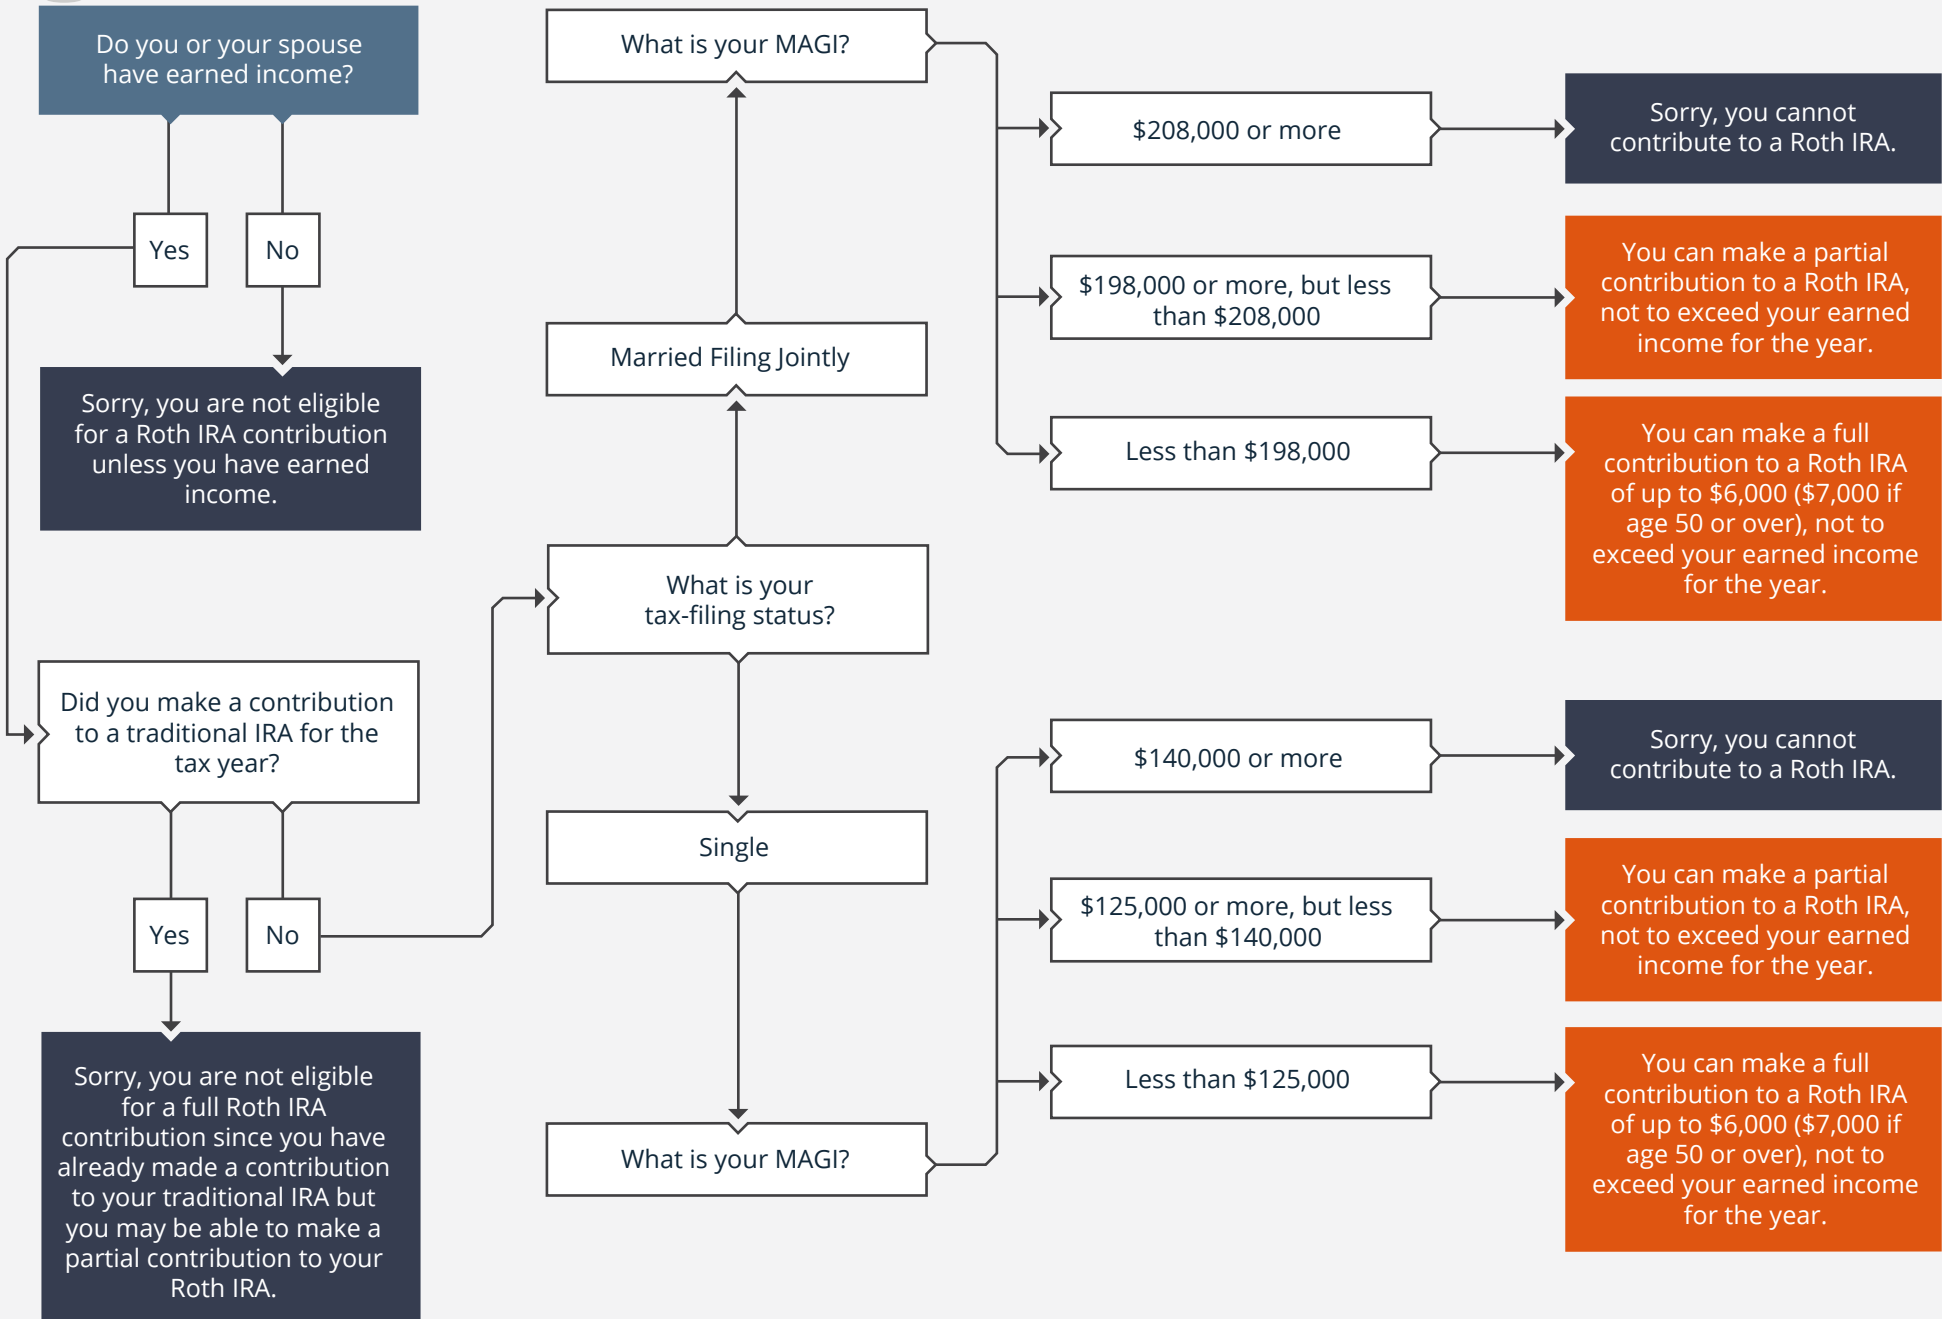 Do you or your spouse
have earned income?
Yes
No
Sorry, you are not eligible
for a Roth IRA contribution
unless you have earned
income.
Did you make a contribution
to a traditional IRA for the
tax year?
Yes
No
Sorry, you are not eligible
for a full Roth IRA
contribution since you have
already made a contribution
to your traditional IRA but
you may be able to make a
partial contribution to your
Roth IRA.
What is your MAGI?
Married Filing Jointly
What is your
tax-filing status?
Single
What is your MAGI?
$208,000 or more
$198,000 or more, but less
than $208,000
Less than $198,000
$140,000 or more
$125,000 or more, but less
than $140,000
Less than $125,000
Sorry, you cannot
contribute to a Roth IRA.
You can make a partial
contribution to a Roth IRA,
not to exceed your earned
income for the year.
You can make a full
contribution to a Roth IRA
of up to $6,000 ($7,000 if
age 50 or over), not to
exceed your earned income
for the year.
Sorry, you cannot
contribute to a Roth IRA.
You can make a partial
contribution to a Roth IRA,
not to exceed your earned
income for the year.
You can make a full
contribution to a Roth IRA
of up to $6,000 ($7,000 if
age 50 or over), not to
exceed your earned income
for the year.